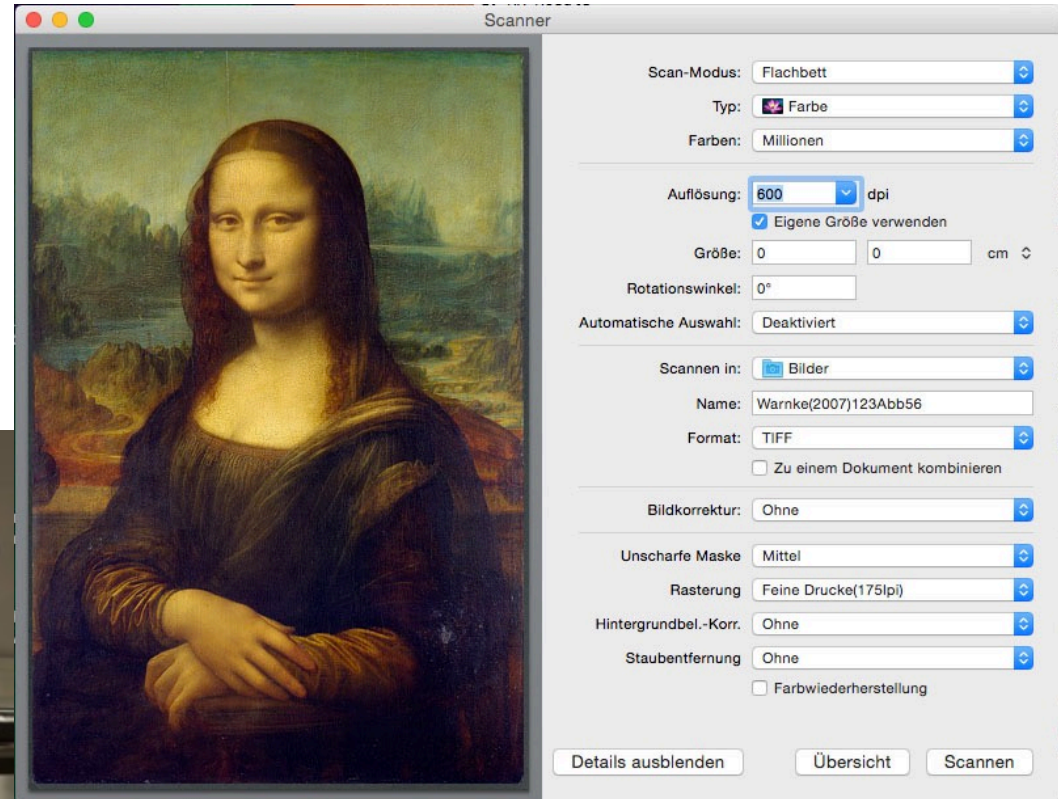 Scanner
Scan-Modus: Flachbett
Typ: Farbe
Farben: Millionen
Auflösung: 600 dpi
Eigene Größe verwenden
Größe: 0 0 cm
Rotationswinkel: 0°
Automatische Auswahl: Deaktiviert
Scannen in: Bilder
Name: Warnke(2007)123Abb56
Format: TIFF
Zu einem Dokument kombinieren
Bildkorrektur: Ohne
Unscharfe Maske Mittel
Rasterung Feine Drucke(175lpi)
Hintergrundbel.-Korr. Ohne
Staubentfernung Ohne
Farbwiederherstellung
Details ausblenden Übersicht Scannen